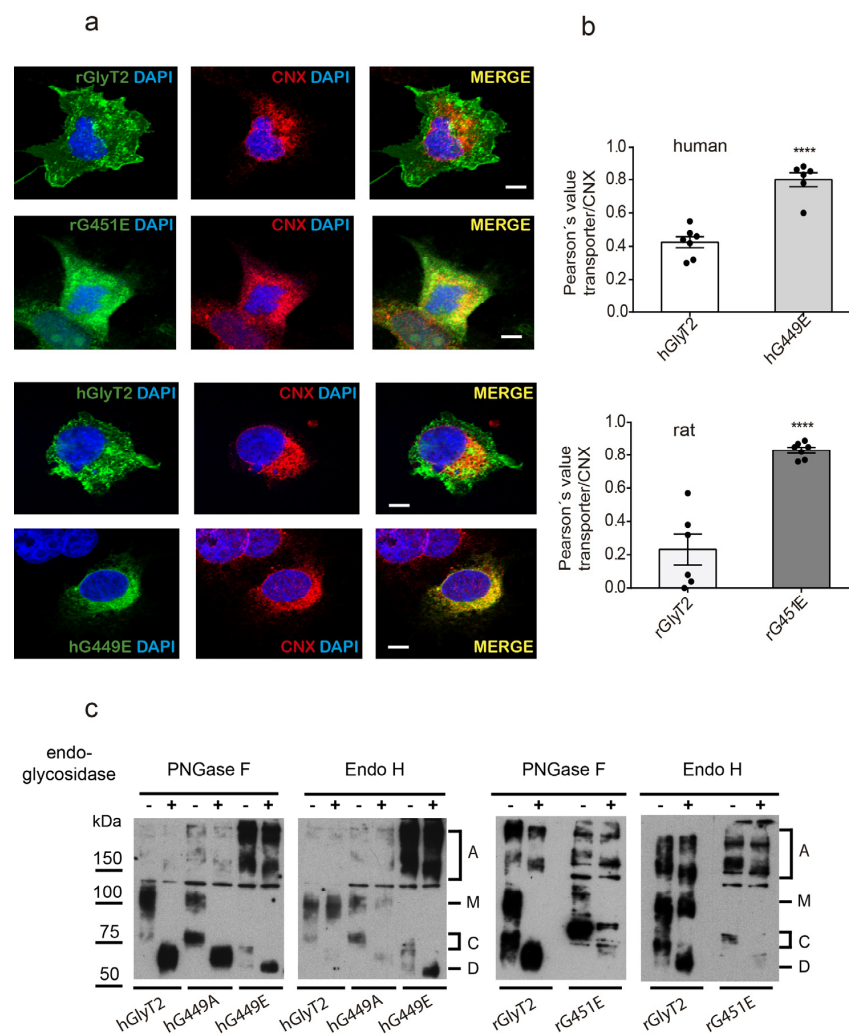 a
rGlyT2 DAPI CNX DAPI MERGE
rG451E DAPI CNX DAPI MERGE
hGlyT2 DAPI CNX DAPI MERGE
hG449E DAPI CNX DAPI MERGE
b
human
****
Pearson´s value
transporter/CNX
1.0
0.8
0.6
0.4
0.2
0.0
hGlyT2 hG449E
rat
****
Pearson´s value
transporter/CNX
1.0
0.8
0.6
0.4
0.2
0.0
rGlyT2 rG451E
c
endo-
glycosidase
PNGase F Endo H PNGase F Endo H
- + - + - + - + - + - + - + - + - + - +
kDa
150
100
75
50
A
M
C
D
A
M
C
D
hGlyT2 hG449A hG449E hGlyT2 hG449A hG449E rGlyT2 rG451E rGlyT2 rG451E